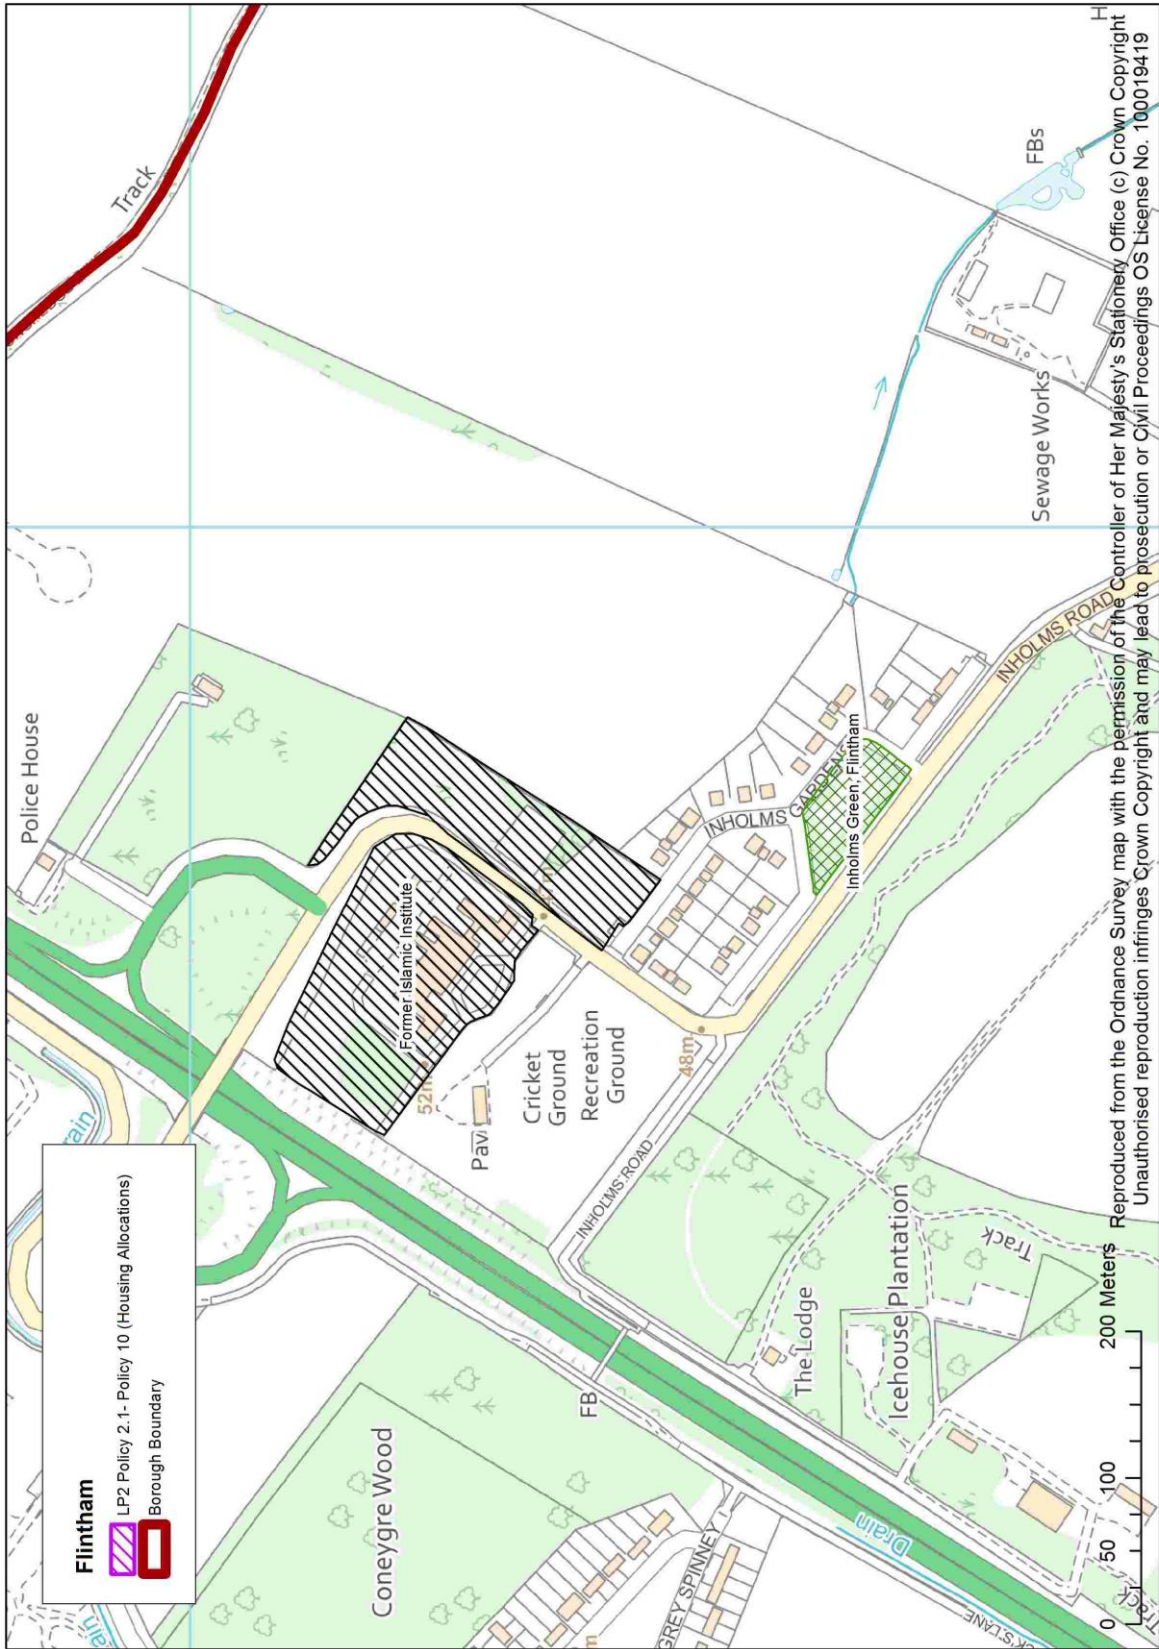 Flintham
LP2 Policy 2.1- Policy 10 (Housing Allocations)
Borough Boundary
Track
Police House
Former Islamic Institute
52m
47m
Pav
Cricket
Ground
Recreation
Ground
48m
INHOLMS GARDENS
Inholms Green, Flintham
INHOLMS ROAD
INHOLMS ROAD
Sewage Works
FBs
H
Coneygre Wood
FB
The Lodge
Icehouse Plantation
Track
GREY SPINNEY
Drain
Track
0 50 100 200 Meters
Reproduced from the Ordnance Survey map with the permission of the Controller of Her Majesty's Stationery Office (c) Crown Copyright
Unauthorised reproduction infringes Crown Copyright and may lead to prosecution or Civil Proceedings OS License No. 100019419